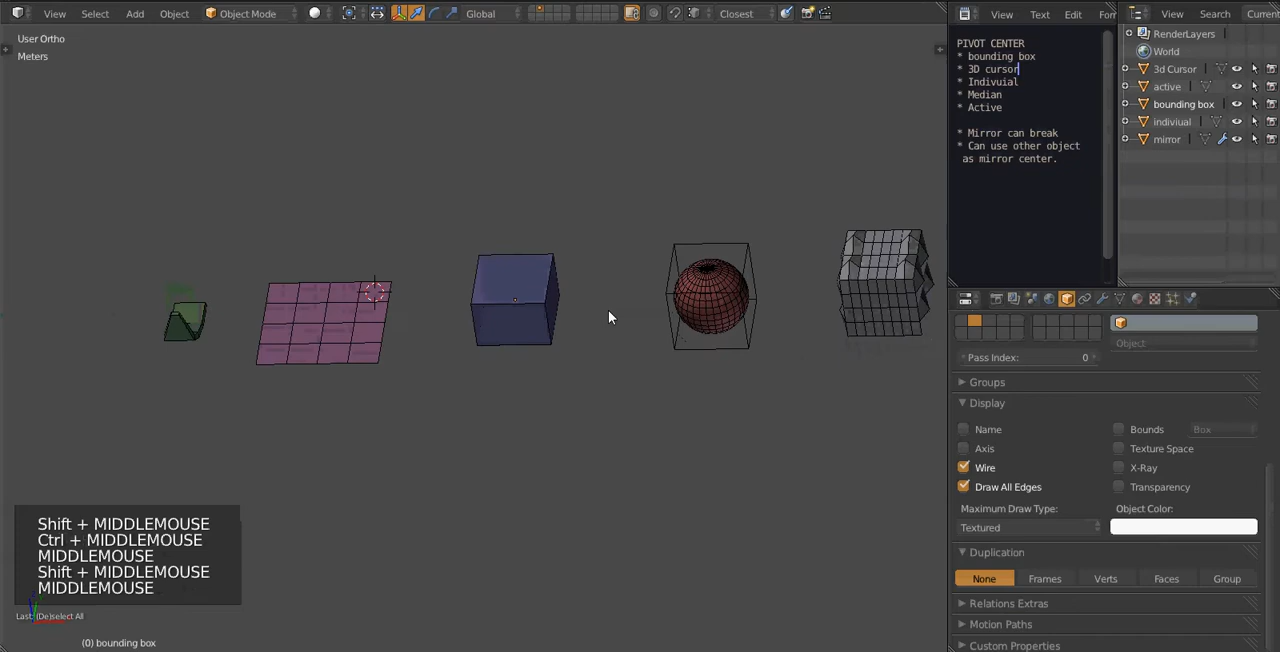 View Select Add Object Object Mode Global Closest
User Ortho
Meters
View Text Edit For
PIVOT CENTER
* bounding box
* 3D cursor
* Indivuial
* Median
* Active
* Mirror can break
* Can use other object
as mirror center.
View Search Current
RenderLayers
World
3d Cursor
active
bounding box
indiviual
mirror
Object
Pass Index: 0
Groups
Display
Name Bounds Box
Axis Texture Space
Wire X-Ray
Draw All Edges Transparency
Maximum Draw Type: Object Color:
Textured
Duplication
None Frames Verts Faces Group
Relations Extras
Motion Paths
Custom Properties
Shift + MIDDLEMOUSE
Ctrl + MIDDLEMOUSE
MIDDLEMOUSE
Shift + MIDDLEMOUSE
MIDDLEMOUSE
Last: (De)select All
(0) bounding box